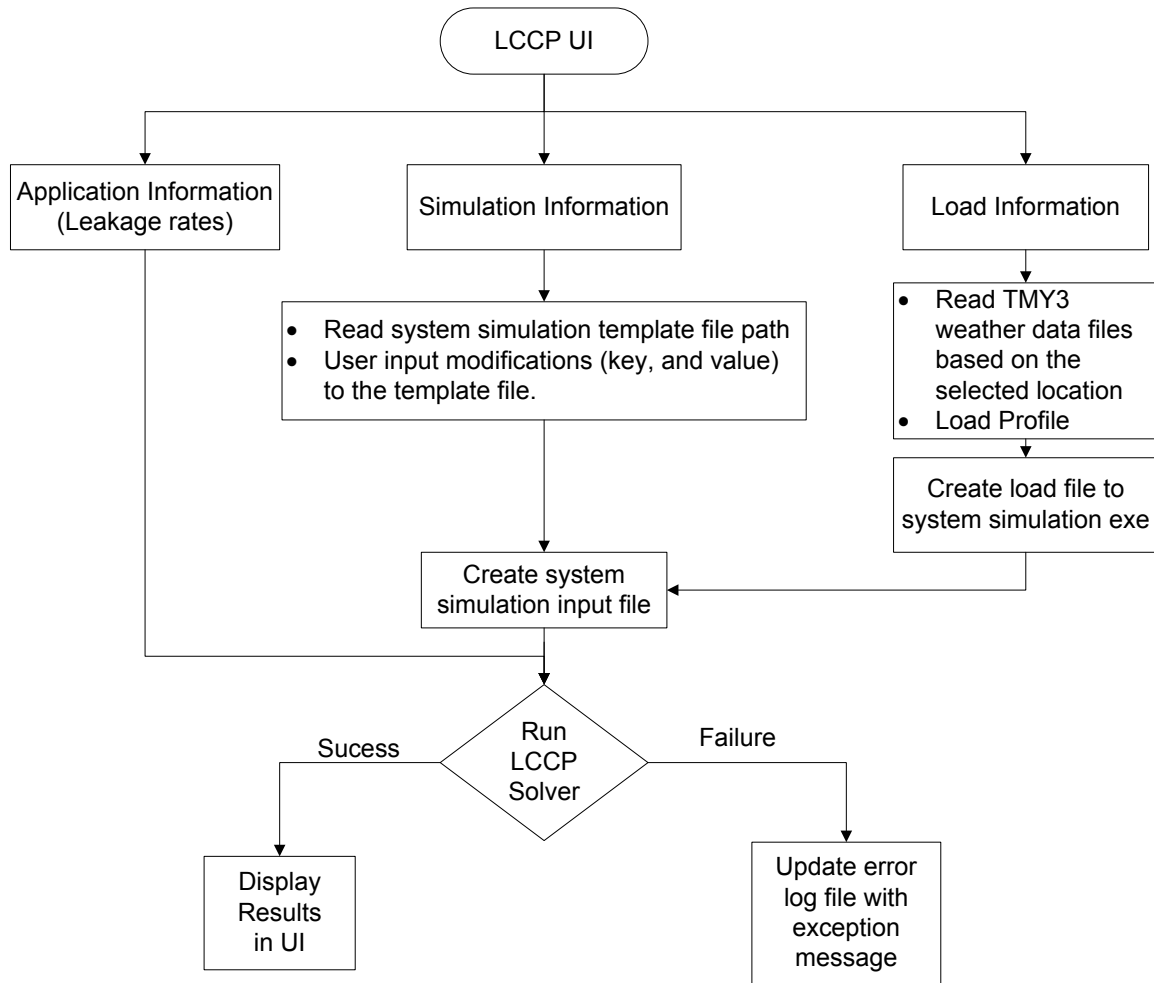 LCCP UI
Application Information
(Leakage rates)
Simulation Information
Load Information
• Read system simulation template file path
• User input modifications (key, and value)
to the template file.
• Read TMY3
weather data files
based on the
selected location
• Load Profile
Create load file to
system simulation exe
Create system
simulation input file
Run
LCCP
Solver
Sucess
Failure
Display
Results
in UI
Update error
log file with
exception
message